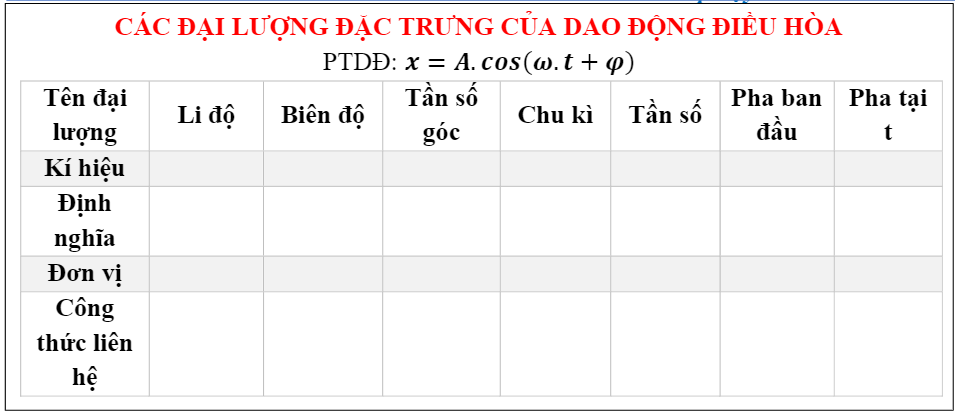 CÁC ĐẠI LƯỢNG ĐẶC TRƯNG CỦA DAO ĐỘNG ĐIỀU HÒA
PTDĐ: x = A.cos(ω.t + φ)
Tên đại lượng
Li độ
Biên độ
Tần số góc
Chu kì
Tần số
Pha ban đầu
Pha tại t
Kí hiệu
Định nghĩa
Đơn vị
Công thức liên hệ